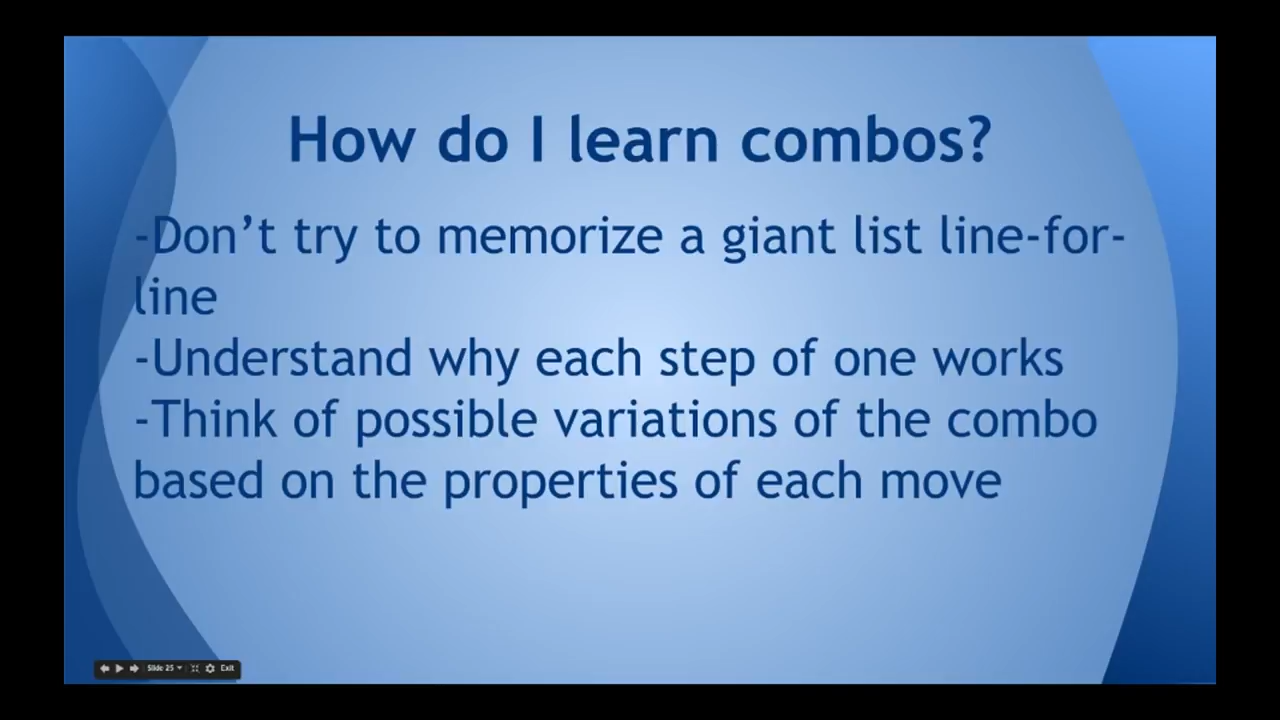 How do I learn combos?
-Don’t try to memorize a giant list line-for-
line
-Understand why each step of one works
-Think of possible variations of the combo
based on the properties of each move
Slide 25
Exit